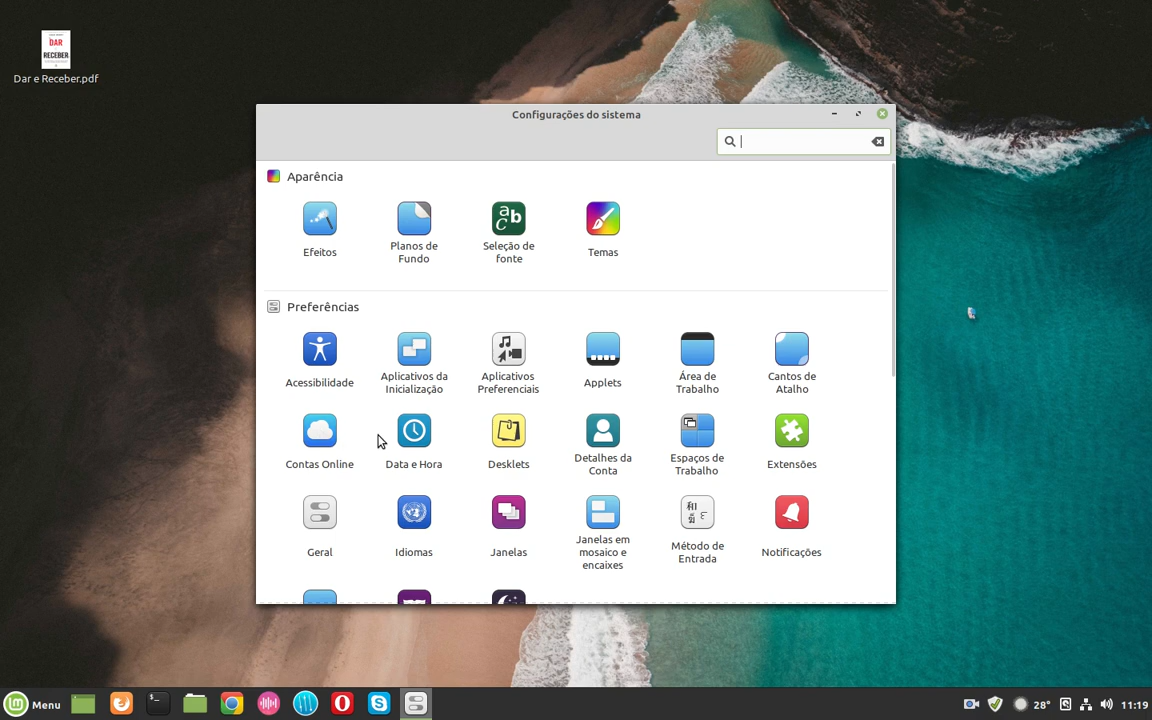 DAR
RECEBER
Dar e Receber.pdf
Configurações do sistema
Aparência
Efeitos
Planos de
Fundo
Seleção de
fonte
Temas
Preferências
Acessibilidade
Aplicativos da
Inicialização
Aplicativos
Preferenciais
Applets
Área de
Trabalho
Cantos de
Atalho
Contas Online
Data e Hora
Desklets
Detalhes da
Conta
Espaços de
Trabalho
Extensões
Geral
Idiomas
Janelas
Janelas em
mosaico e
encaixes
Método de
Entrada
Notificações
Menu
28°
11:19